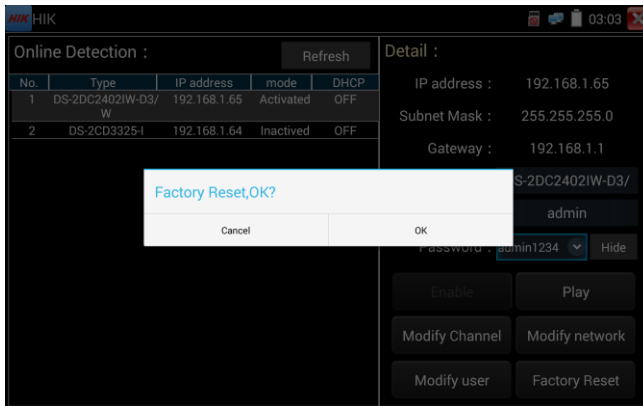 HIK HIK 03:03
Online Detection : Refresh
No. Type IP address mode DHCP
1 DS-2DC2402IW-D3/W 192.168.1.65 Activated OFF
2 DS-2CD3325-I 192.168.1.64 Inactived OFF
Detail :
IP address : 192.168.1.65
Subnet Mask : 255.255.255.0
Gateway : 192.168.1.1
S-2DC2402IW-D3/
admin
Password : admin1234 Hide
Factory Reset,OK?
Cancel OK
Enable Play
Modify Channel Modify network
Modify user Factory Reset